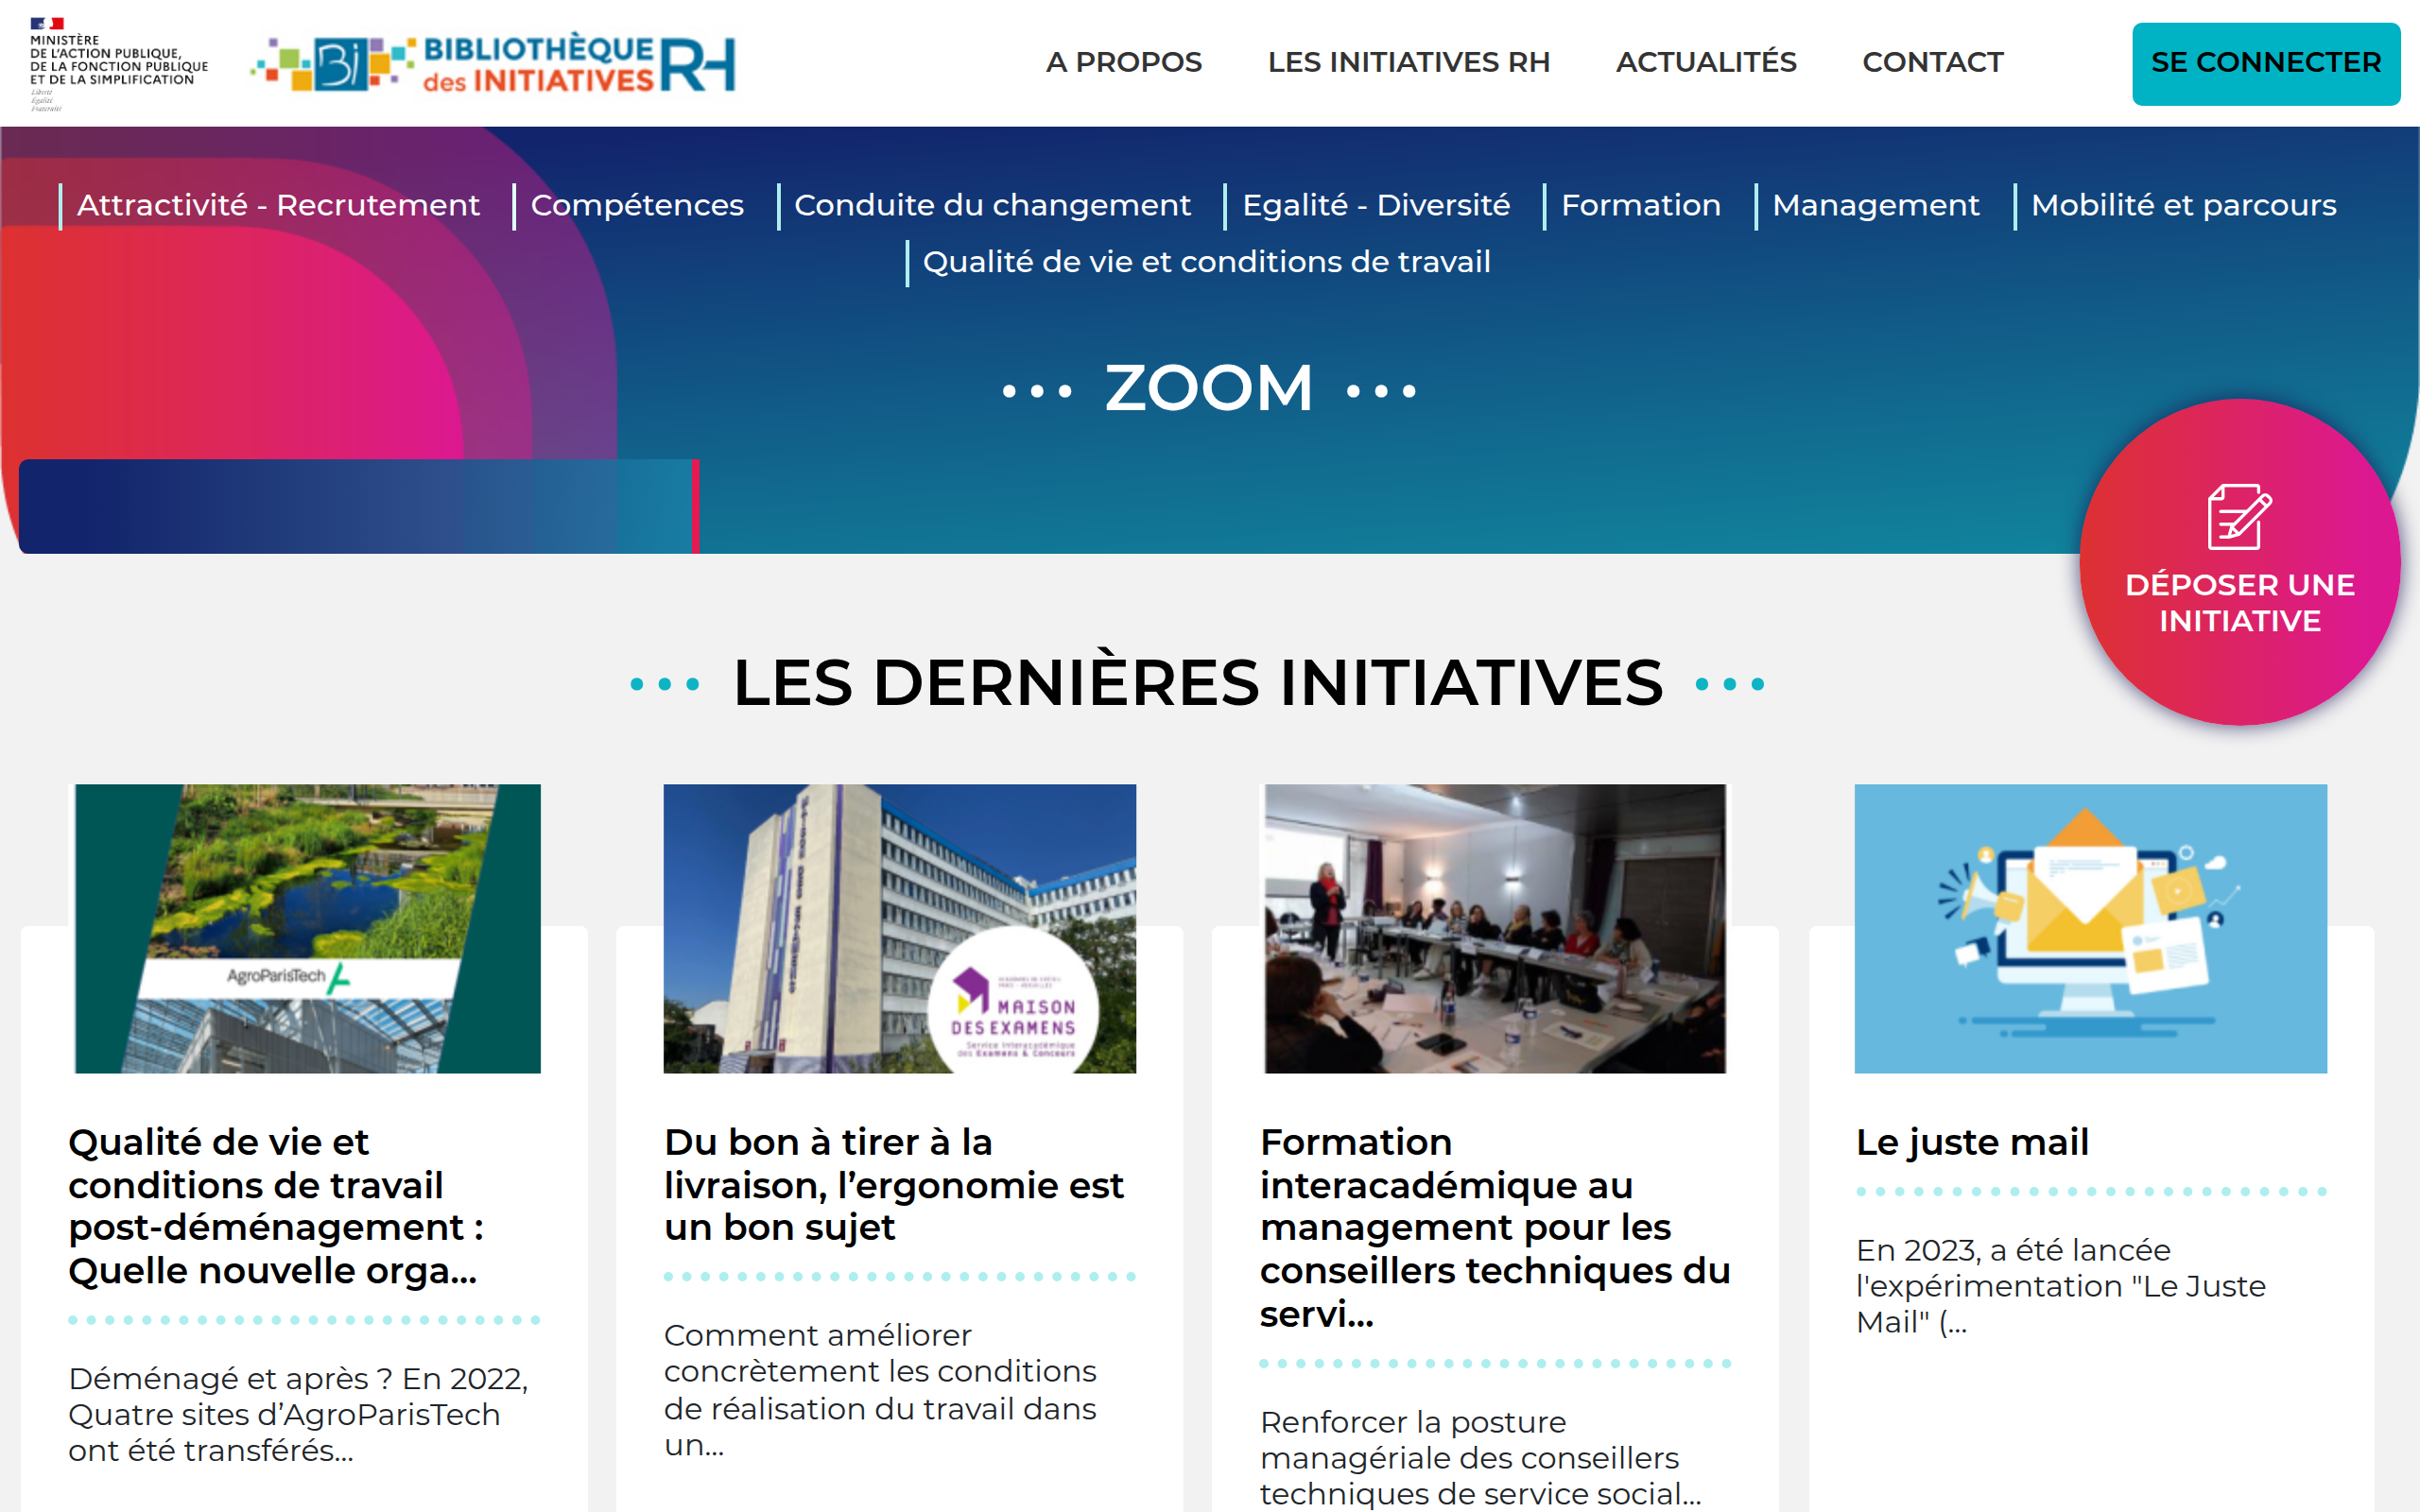 MINISTÈRE
DE L'ACTION PUBLIQUE,
DE LA FONCTION PUBLIQUE
ET DE LA SIMPLIFICATION
Liberté
Égalité
Fraternité
Bi BIBLIOTHÈQUE
des INITIATIVES RH
A PROPOS LES INITIATIVES RH ACTUALITÉS CONTACT SE CONNECTER
Attractivité - Recrutement Compétences Conduite du changement Egalité - Diversité Formation Management Mobilité et parcours
Qualité de vie et conditions de travail
ZOOM
DÉPOSER UNE
INITIATIVE
LES DERNIÈRES INITIATIVES
AgroParisTech
MAISON
DES EXAMENS
Service Interacadémique
des Examens & Concours
Qualité de vie et
conditions de travail
post-déménagement :
Quelle nouvelle orga...
Déménagé et après ? En 2022,
Quatre sites d’AgroParisTech
ont été transférés...
Du bon à tirer à la
livraison, l’ergonomie est
un bon sujet
Comment améliorer
concrètement les conditions
de réalisation du travail dans
un...
Formation
interacadémique au
management pour les
conseillers techniques du
servi...
Renforcer la posture
managériale des conseillers
techniques de service social...
Le juste mail
En 2023, a été lancée
l'expérimentation "Le Juste
Mail" (...